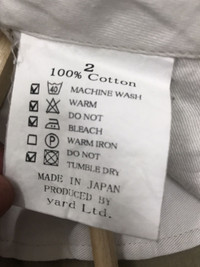 2
100% Cotton
40 MACHINE WASH
WARM
DO NOT
BLEACH
P WARM IRON
DO NOT
TUMBLE DRY
MADE IN JAPAN
PRODUCED BY
yard Ltd.